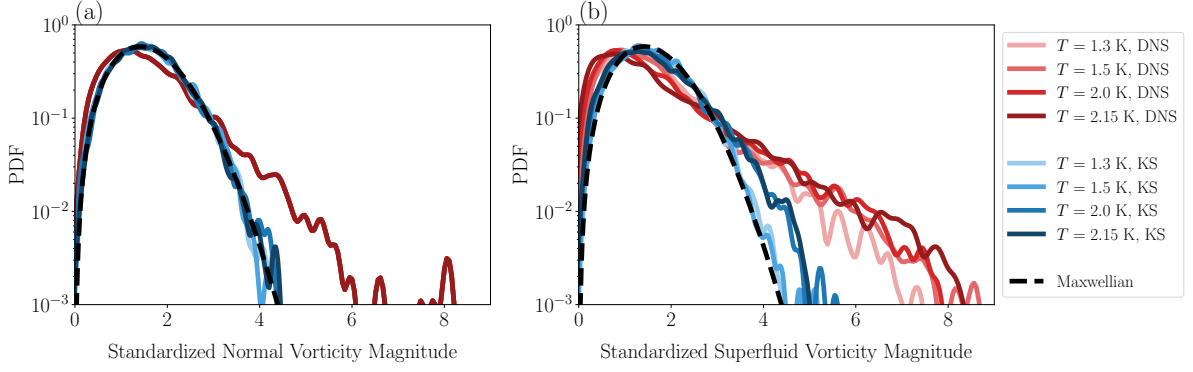 (a)
(b)
10^0
10^{-1}
10^{-2}
10^{-3}
PDF
0 2 4 6 8
Standardized Normal Vorticity Magnitude
10^0
10^{-1}
10^{-2}
10^{-3}
PDF
0 2 4 6 8
Standardized Superfluid Vorticity Magnitude
T = 1.3 K, DNS
T = 1.5 K, DNS
T = 2.0 K, DNS
T = 2.15 K, DNS
T = 1.3 K, KS
T = 1.5 K, KS
T = 2.0 K, KS
T = 2.15 K, KS
Maxwellian